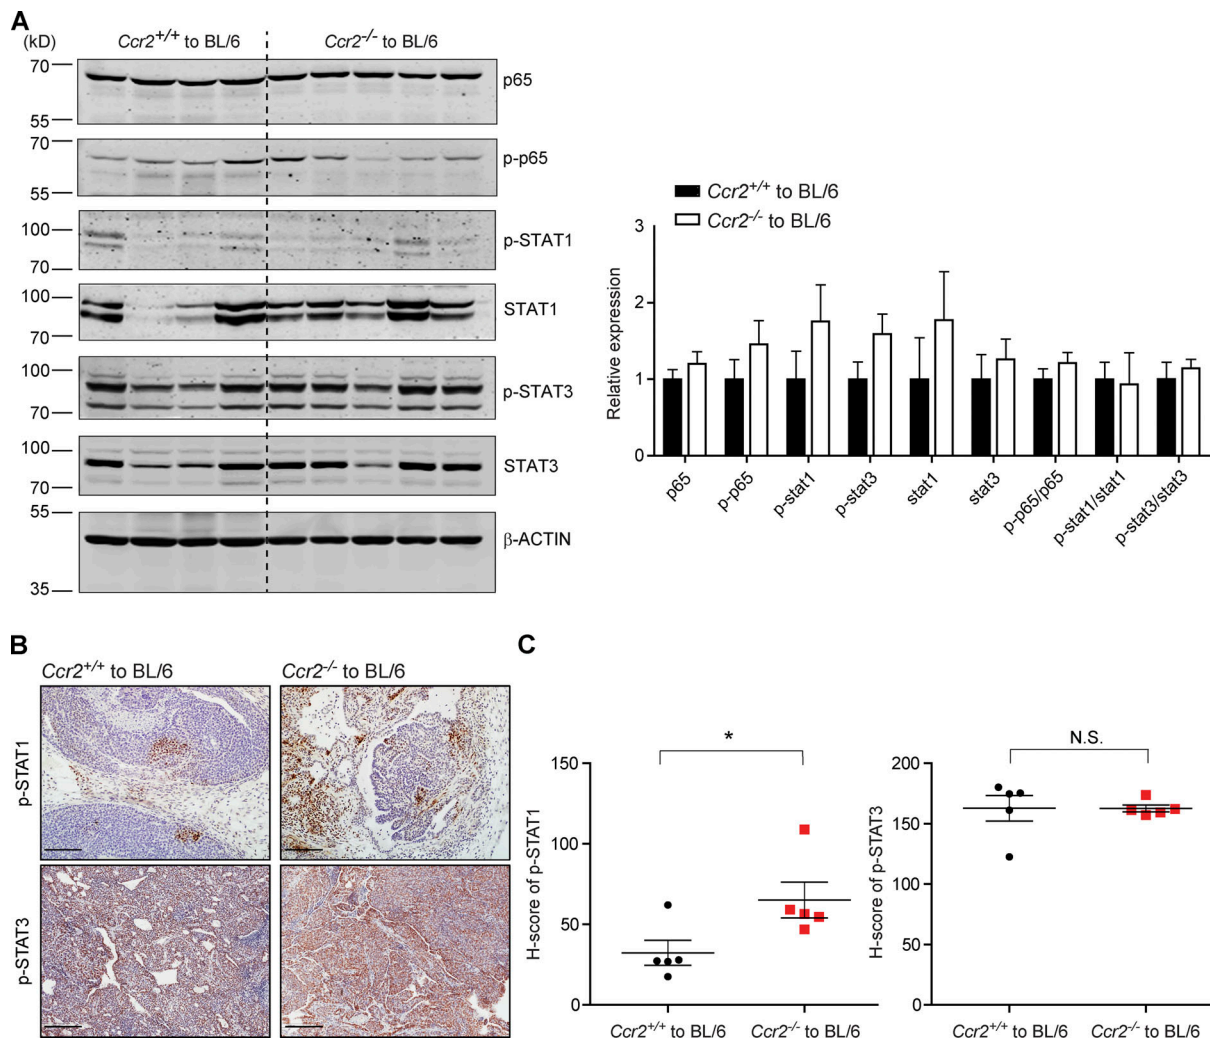 A
(kD)
Ccr2+/+ to BL/6
Ccr2-/- to BL/6
70
55
p65
70
55
p-p65
100
70
p-STAT1
100
70
STAT1
100
70
p-STAT3
100
70
STAT3
55
35
β-ACTIN
Ccr2+/+ to BL/6
Ccr2-/- to BL/6
Relative expression
3
2
1
0
p65
p-p65
p-stat1
p-stat3
stat1
stat3
p-p65/p65
p-stat1/stat1
p-stat3/stat3
B
Ccr2+/+ to BL/6
Ccr2-/- to BL/6
p-STAT1
p-STAT3
C
*
H-score of p-STAT1
150
100
50
0
Ccr2+/+ to BL/6
Ccr2-/- to BL/6
N.S.
H-score of p-STAT3
200
150
100
50
0
Ccr2+/+ to BL/6
Ccr2-/- to BL/6